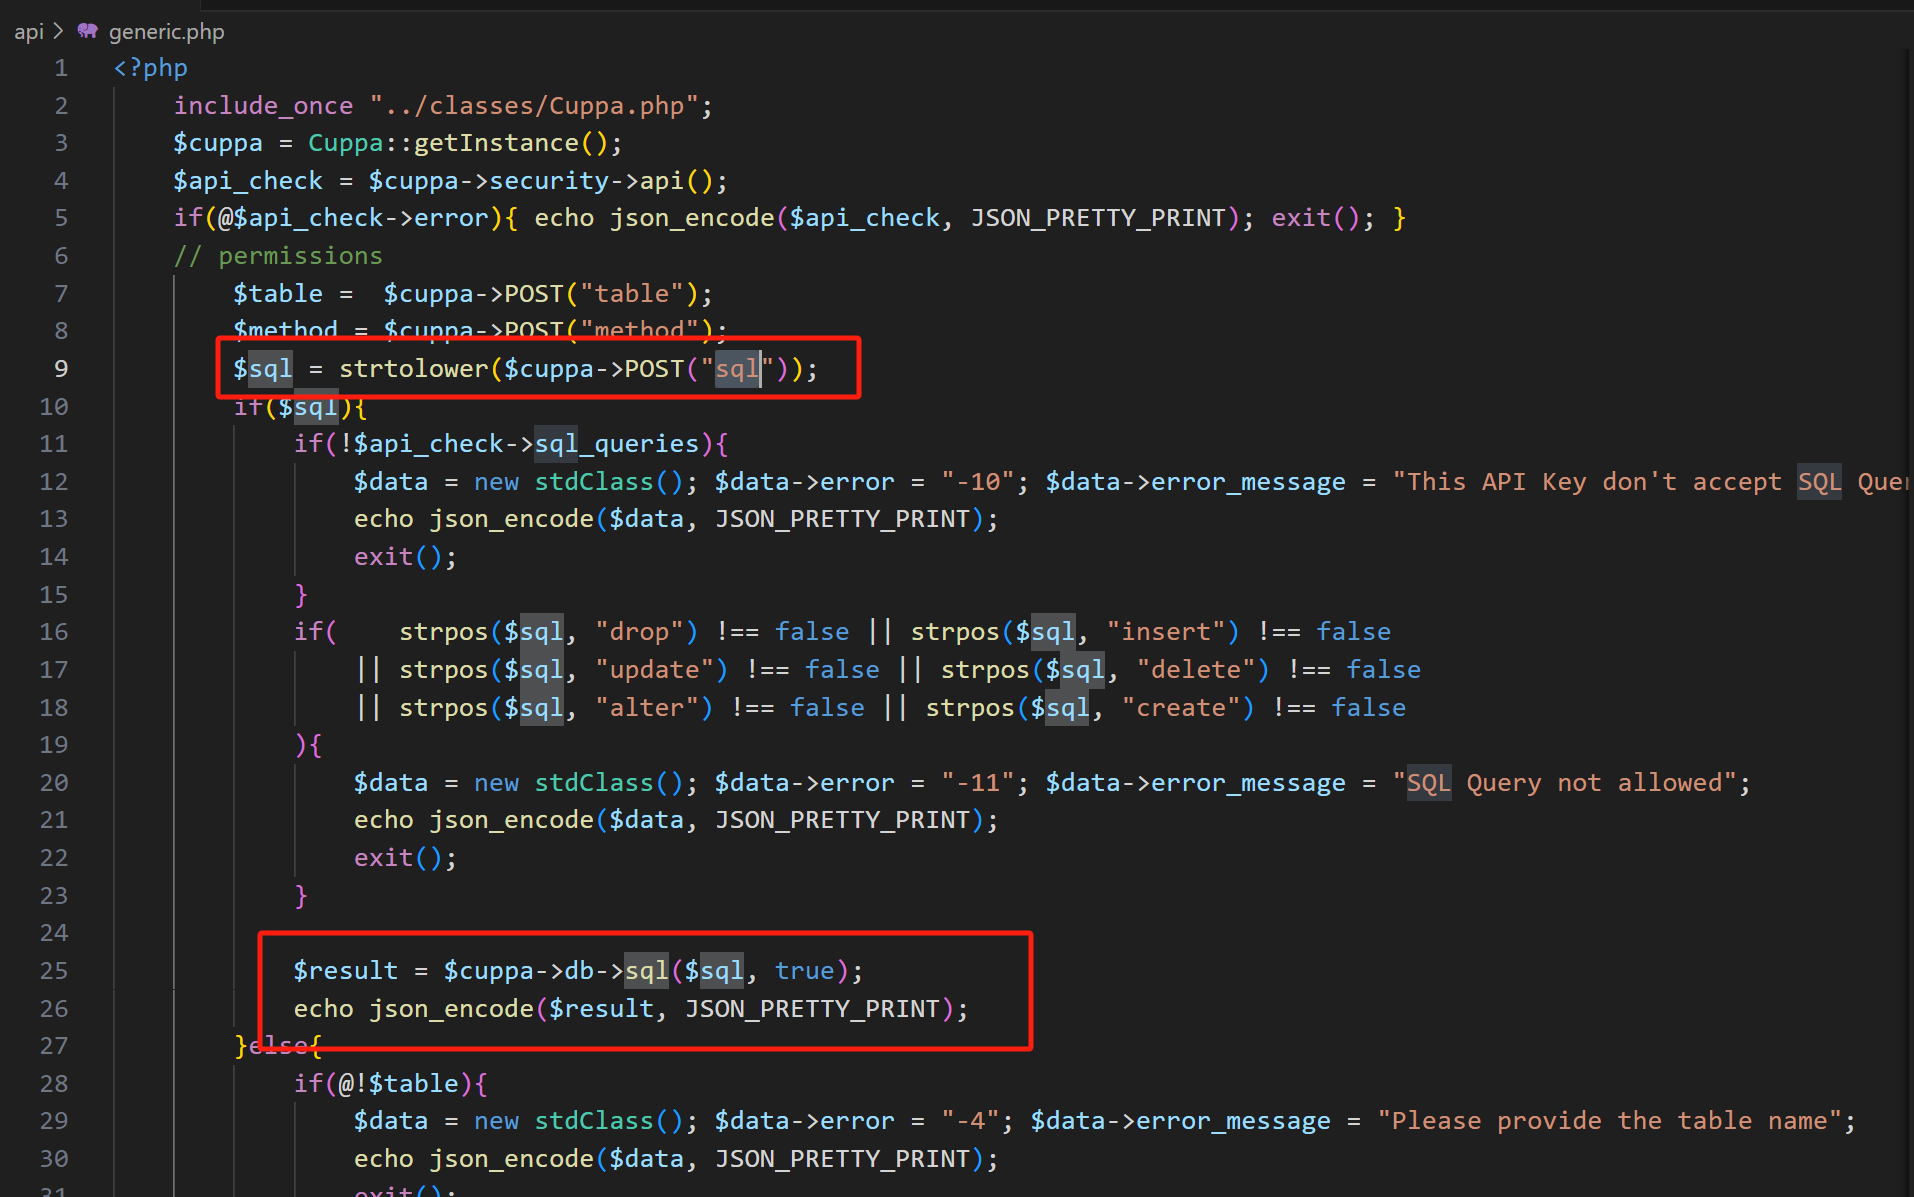 api > generic.php
1 <?php
2 include_once "../classes/Cuppa.php";
3 $cuppa = Cuppa::getInstance();
4 $api_check = $cuppa->security->api();
5 if(@$api_check->error){ echo json_encode($api_check, JSON_PRETTY_PRINT); exit(); }
6 // permissions
7 $table =  $cuppa->POST("table");
8 $method = $cuppa->POST("method");
9 $sql = strtolower($cuppa->POST("sql"));
10 if($sql){
11 if(!$api_check->sql_queries){
12 $data = new stdClass(); $data->error = "-10"; $data->error_message = "This API Key don't accept SQL Quer
13 echo json_encode($data, JSON_PRETTY_PRINT);
14 exit();
15 }
16 if(    strpos($sql, "drop") !== false || strpos($sql, "insert") !== false
17 || strpos($sql, "update") !== false || strpos($sql, "delete") !== false
18 || strpos($sql, "alter") !== false || strpos($sql, "create") !== false
19 ){
20 $data = new stdClass(); $data->error = "-11"; $data->error_message = "SQL Query not allowed";
21 echo json_encode($data, JSON_PRETTY_PRINT);
22 exit();
23 }
24
25 $result = $cuppa->db->sql($sql, true);
26 echo json_encode($result, JSON_PRETTY_PRINT);
27 }else{
28 if(@!$table){
29 $data = new stdClass(); $data->error = "-4"; $data->error_message = "Please provide the table name";
30 echo json_encode($data, JSON_PRETTY_PRINT);
31 exit();